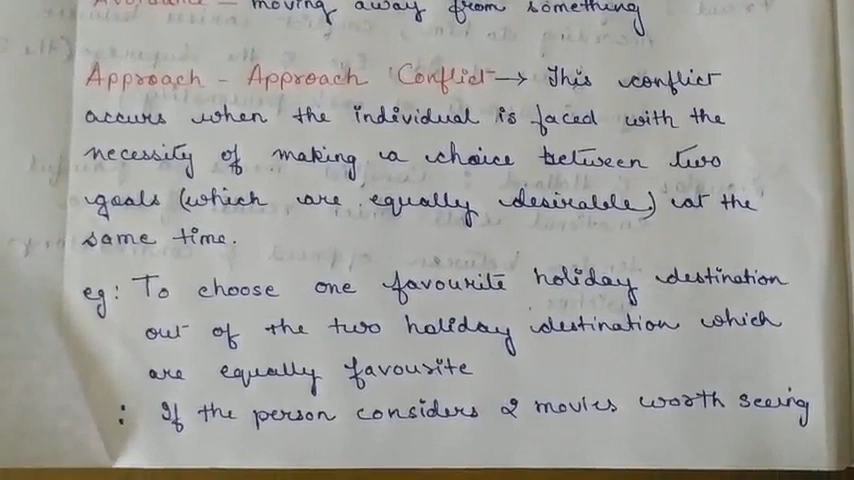 — moving away from something
Approach - Approach Conflict → This conflict
occurs when the individual is faced with the
necessity of making a choice between two
goals (which are equally desirable) at the
same time.
eg: To choose one favourite holiday destination
out of the two holiday destination which
are equally favourite
: If the person considers 2 movies worth seeing